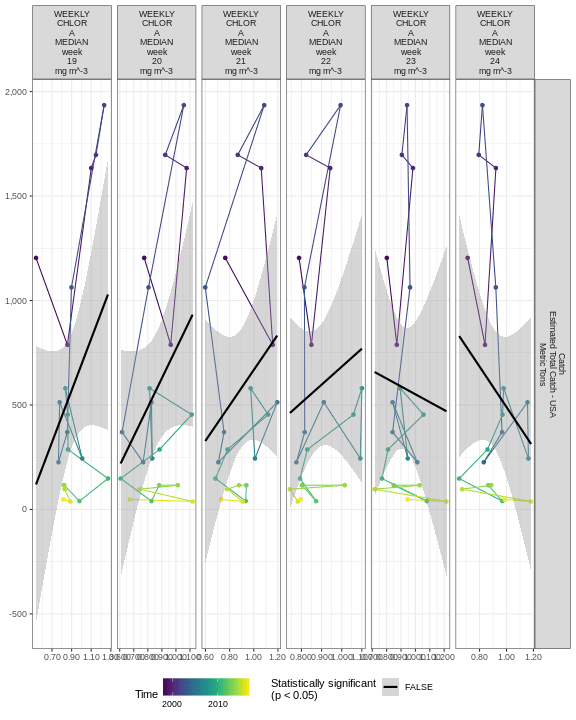 WEEKLY
CHLOR
A
MEDIAN
week
19
mg m^-3
WEEKLY
CHLOR
A
MEDIAN
week
20
mg m^-3
WEEKLY
CHLOR
A
MEDIAN
week
21
mg m^-3
WEEKLY
CHLOR
A
MEDIAN
week
22
mg m^-3
WEEKLY
CHLOR
A
MEDIAN
week
23
mg m^-3
WEEKLY
CHLOR
A
MEDIAN
week
24
mg m^-3
2,000
1,500
1,000
500
0
-500
Catch
Estimated Total Catch - USA
Metric Tons
0.70 0.90 1.10
0.60 0.80 1.00 1.20
0.80 1.20
Time
2000 2010
Statistically significant
(p < 0.05)
FALSE